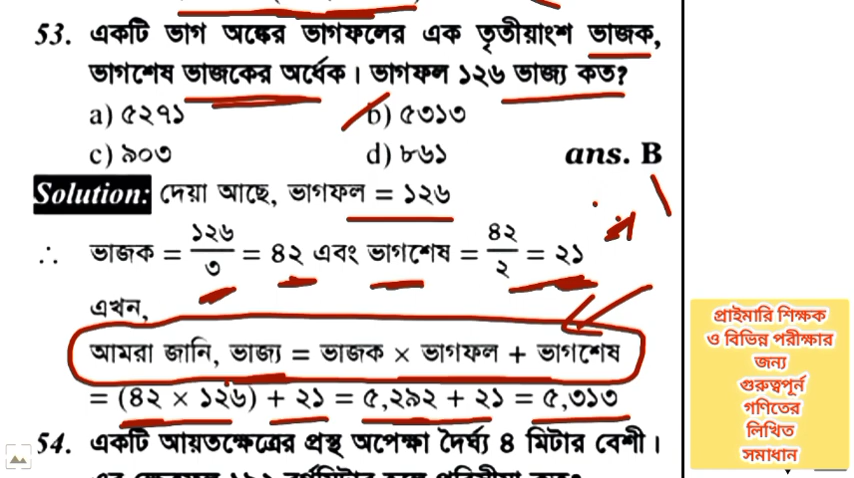 53. একটি ভাগ অঙ্কের ভাগফলের এক তৃতীয়াংশ ভাজক,
ভাগশেষ ভাজকের অর্ধেক। ভাগফল ১২৬ ভাজ্য কত?
a) ৫২৭১ b) ৫৩১৩
c) ৯০৩ d) ৮৬১ ans. B
Solution: দেয়া আছে, ভাগফল = ১২৬
∴ ভাজক = ১২৬/৩ = ৪২ এবং ভাগশেষ = ৪২/২ = ২১
এখন,
আমরা জানি, ভাজ্য = ভাজক × ভাগফল + ভাগশেষ
= (৪২ × ১২৬) + ২১ = ৫,২৯২ + ২১ = ৫,৩১৩
54. একটি আয়তক্ষেত্রের প্রস্থ অপেক্ষা দৈর্ঘ্য ৪ মিটার বেশী।
প্রাইমারি শিক্ষক
ও বিভিন্ন পরীক্ষার
জন্য
গুরুত্বপূর্ন
গণিতের
লিখিত
সমাধান